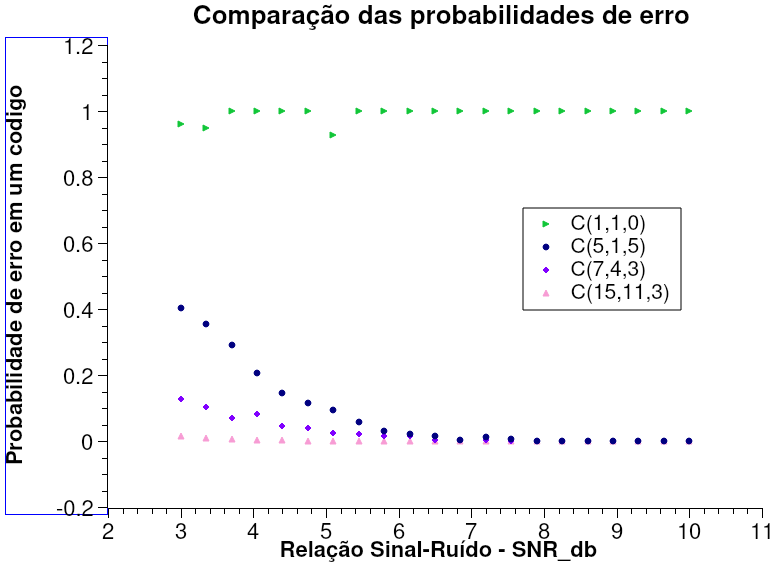 Comparação das probabilidades de erro
Probabilidade de erro em um codigo
1.2
1
0.8
0.6
0.4
0.2
0
-0.2
C(1,1,0)
C(5,1,5)
C(7,4,3)
C(15,11,3)
2 3 4 5 6 7 8 9 10 11
Relação Sinal-Ruído - SNR_db